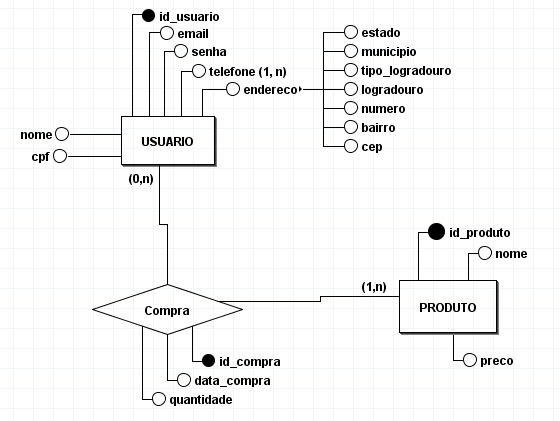 id_usuario
email
senha
telefone (1, n)
endereco
estado
municipio
tipo_logradouro
logradouro
numero
bairro
cep
nome
cpf
USUARIO
(0,n)
id_produto
nome
(1,n)
PRODUTO
preco
Compra
id_compra
data_compra
quantidade